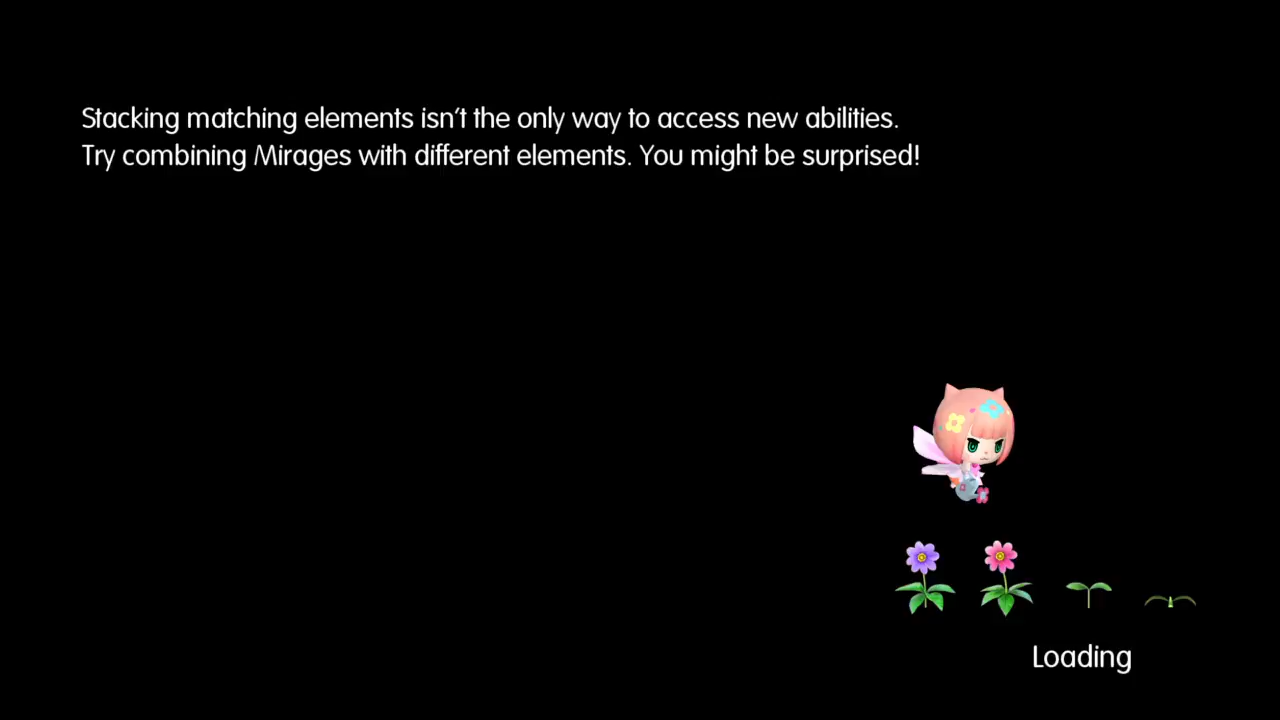 Stacking matching elements isn't the only way to access new abilities.
Try combining Mirages with different elements. You might be surprised!
Loading